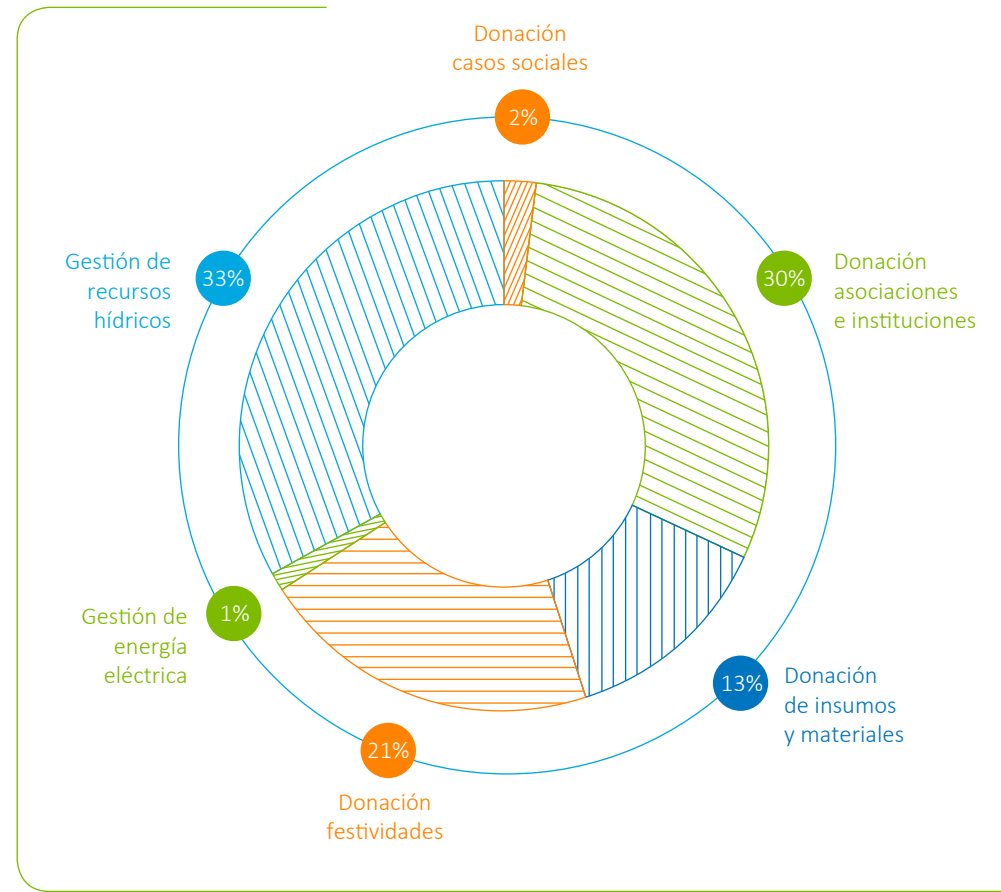 Donación
casos sociales
2%
30%
Donación
asociaciones
e instituciones
13%
Donación
de insumos
y materiales
21%
Donación
festividades
1%
Gestión de
energía
eléctrica
33%
Gestión de
recursos
hídricos